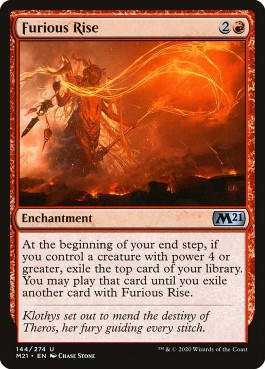 Furious Rise 2
Enchantment M21
At the beginning of your end step, if
you control a creature with power 4 or
greater, exile the top card of your library.
You may play that card until you exile
another card with Furious Rise.
Klothys set out to mend the destiny of
Theros, her fury guiding every stitch.
144/274 U
M21 • EN CHASE STONE
™ & © 2020 Wizards of the Coast